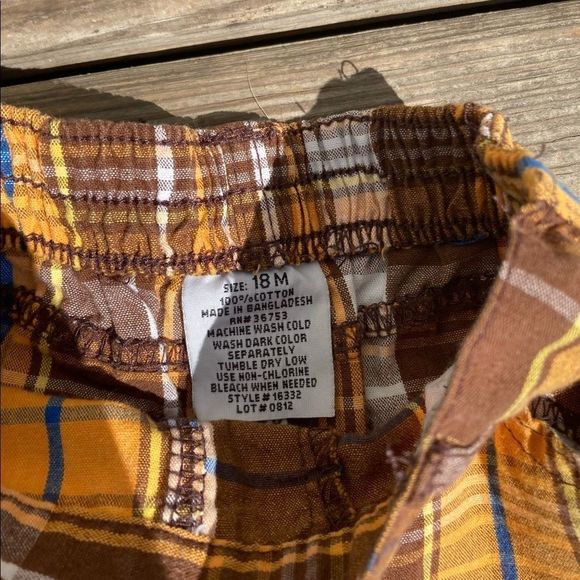 SIZE: 18 M
100% COTTON
MADE IN BANGLADESH
RN# 36753
MACHINE WASH COLD
WASH DARK COLOR
SEPARATELY
TUMBLE DRY LOW
USE NON-CHLORINE
BLEACH WHEN NEEDED
STYLE# 16332
LOT# 0812